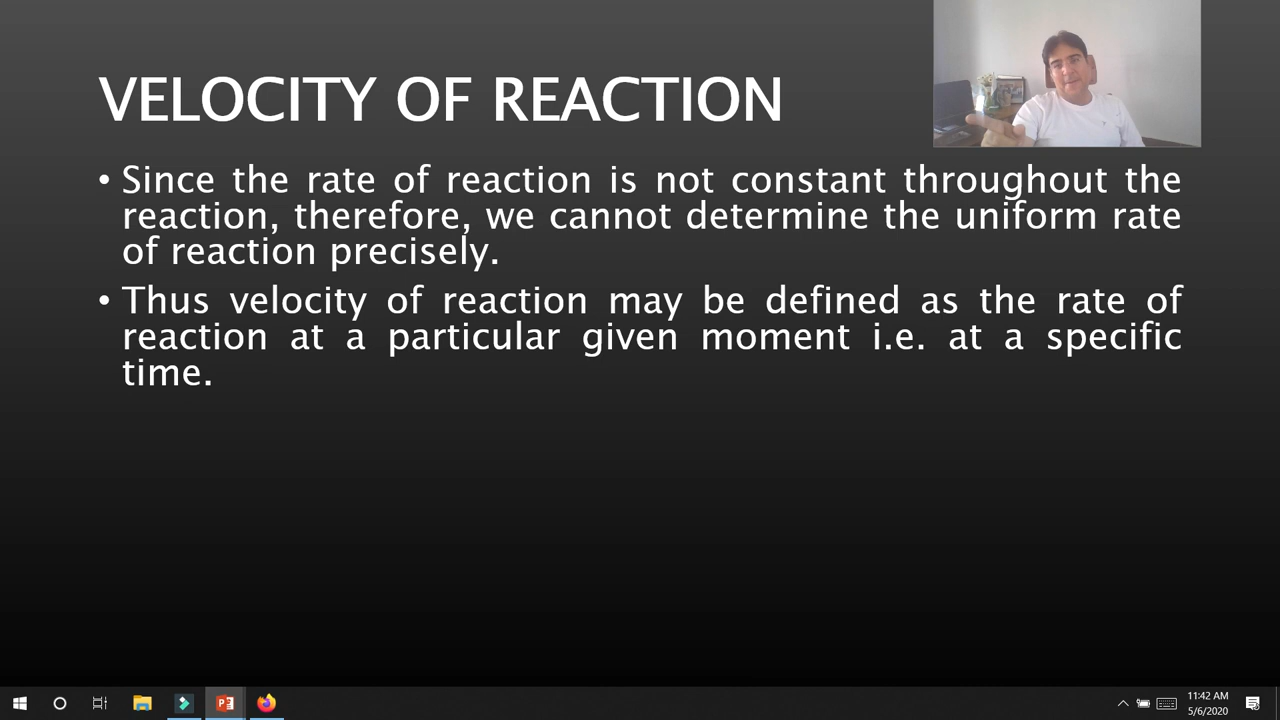 VELOCITY OF REACTION
• Since the rate of reaction is not constant throughout the
reaction, therefore, we cannot determine the uniform rate
of reaction precisely.
• Thus velocity of reaction may be defined as the rate of
reaction at a particular given moment i.e. at a specific
time.
11:42 AM
5/6/2020